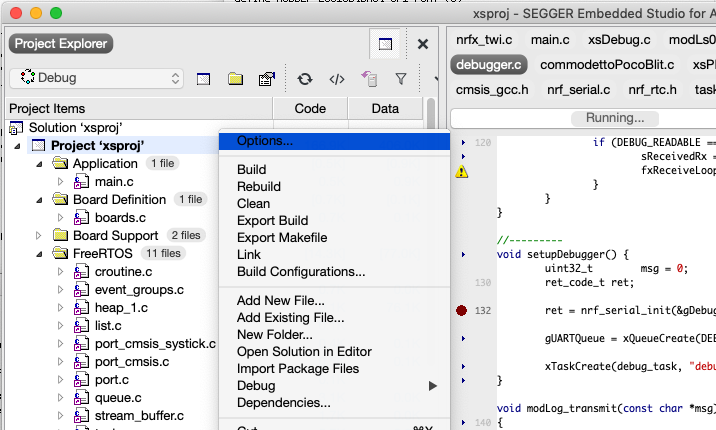 xsproj - SEGGER Embedded Studio for A
Project Explorer
Debug
Project Items Code Data
Solution ‘xsproj’
Project ‘xsproj’
Application 1 file
main.c
Board Definition 1 file
boards.c
Board Support 2 files
FreeRTOS 11 files
croutine.c
event_groups.c
heap_1.c
list.c
port_cmsis_systick.c
port_cmsis.c
port.c
queue.c
stream_buffer.c
Options...
Build
Rebuild
Clean
Export Build
Export Makefile
Link
Build Configurations...
Add New File...
Add Existing File...
New Folder...
Open Solution in Editor
Import Package Files
Debug
Dependencies...
nrfx_twi.c main.c xsDebug.c modLs0
debugger.c commodettoPocoBlit.c xsPl
cmsis_gcc.h nrf_serial.c nrf_rtc.h task
Running...
120 if (DEBUG_READABLE ==
sReceivedRx =
fxReceiveLoop
}
}
}
//---------
void setupDebugger() {
uint32_t msg = 0;
130 ret_code_t ret;
132 ret = nrf_serial_init(&gDebu
gUARTQueue = xQueueCreate(DEB
xTaskCreate(debug_task, "debu
}
void modLog_transmit(const char *msg)
140 {